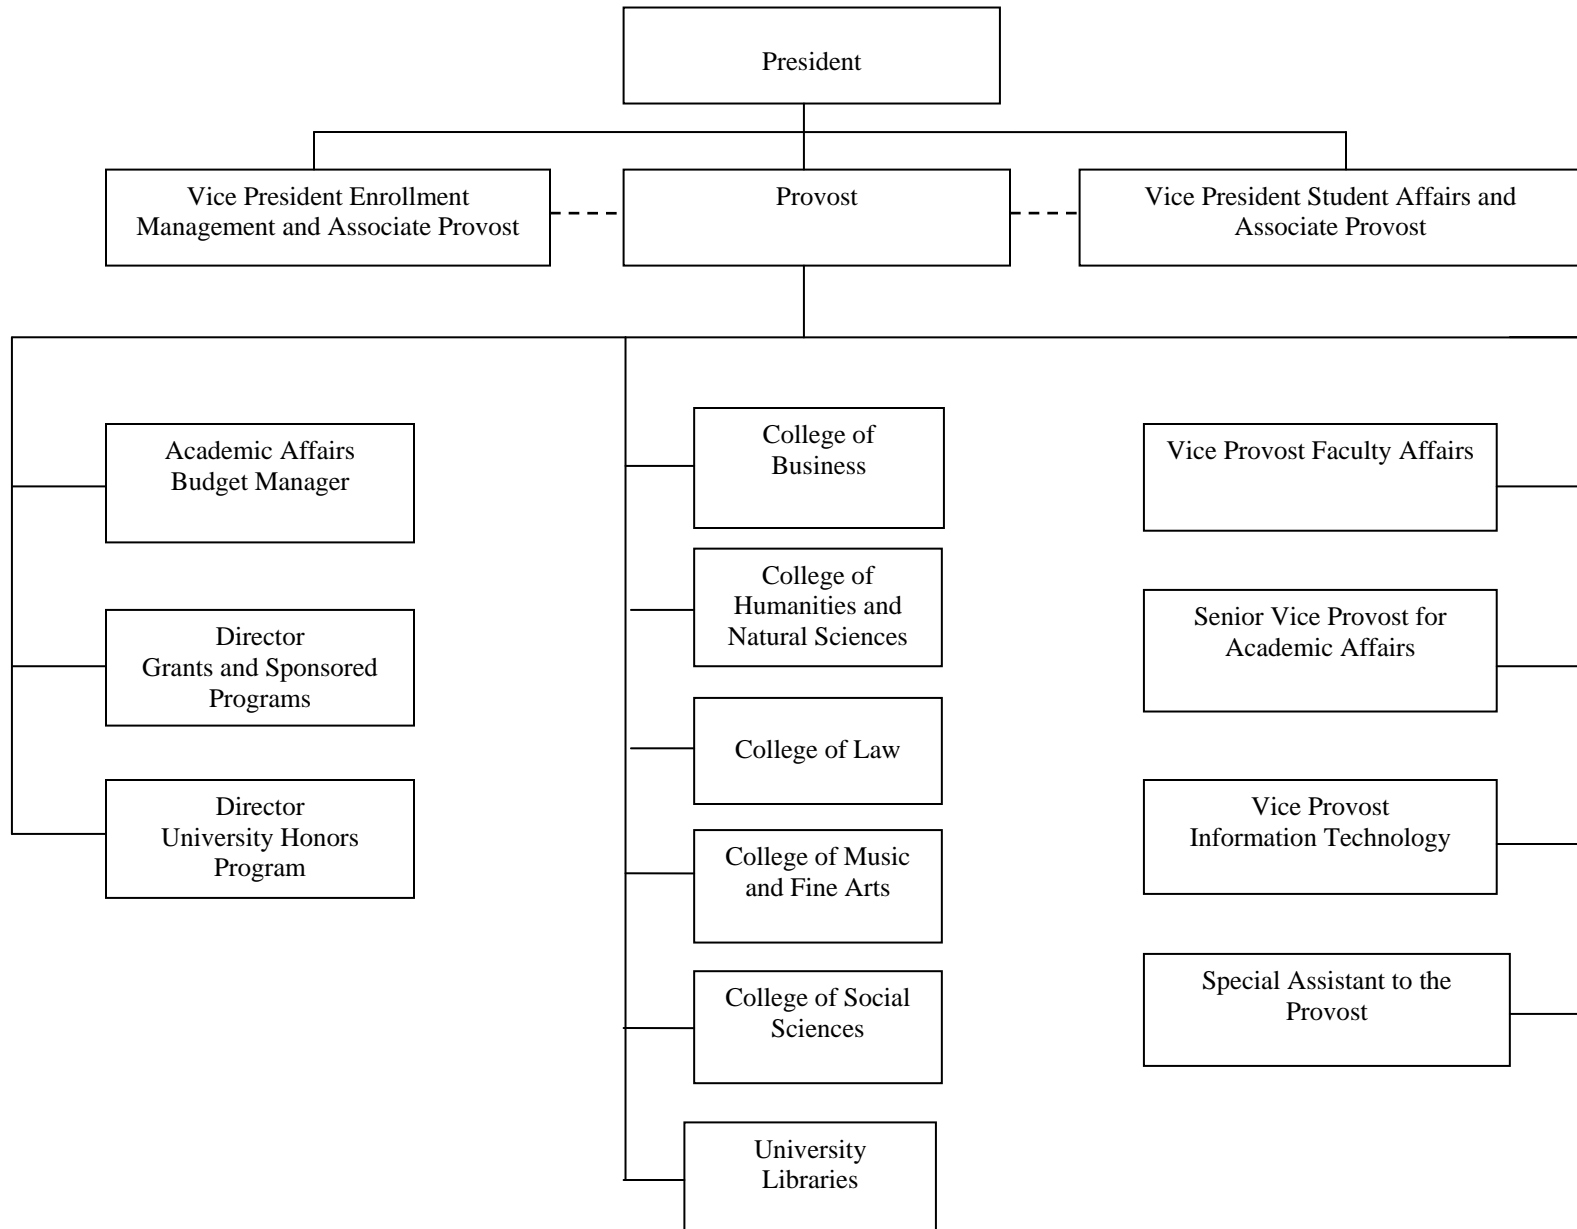 President
Vice President Enrollment
Management and Associate Provost
Provost
Vice President Student Affairs and
Associate Provost
Academic Affairs
Budget Manager
Director
Grants and Sponsored
Programs
Director
University Honors
Program
College of
Business
College of
Humanities and
Natural Sciences
College of Law
College of Music
and Fine Arts
College of Social
Sciences
University
Libraries
Vice Provost Faculty Affairs
Senior Vice Provost for
Academic Affairs
Vice Provost
Information Technology
Special Assistant to the
Provost